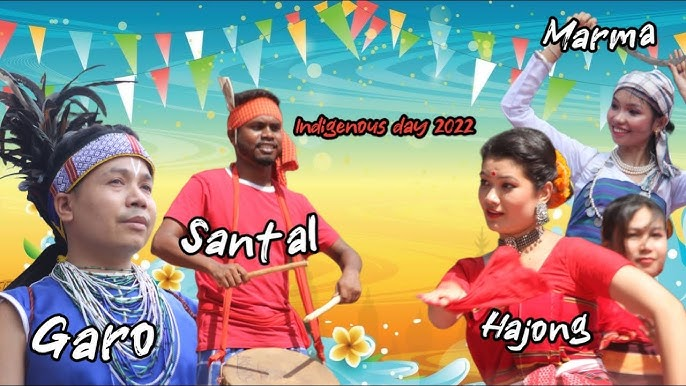 Marma
Indigenous day 2022
Santal
Garo
Hajong